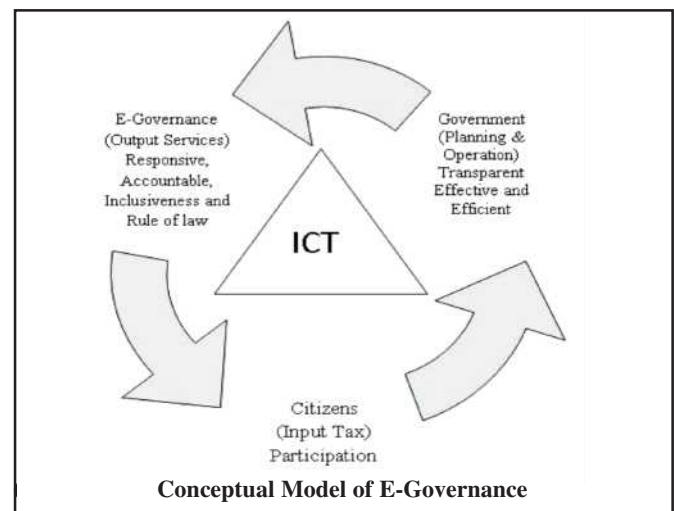 E-Governance
(Output Services)
Responsive,
Accountable,
Inclusiveness and
Rule of law
Government
(Planning &
Operation)
Transparent
Effective and
Efficient
ICT
Citizens
(Input Tax)
Participation
Conceptual Model of E-Governance